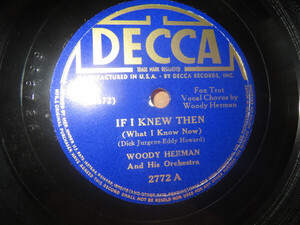 DECCA
TRADE MARK REGISTERED
MANUFACTURED IN U.S.A. BY DECCA RECORDS, INC.
Fox Trot
Vocal Chorus by
Woody Herman
IF I KNEW THEN
(What I Know Now)
(Dick Jurgens-Eddy Howard)
WOODY HERMAN
And His Orchestra
2772 A